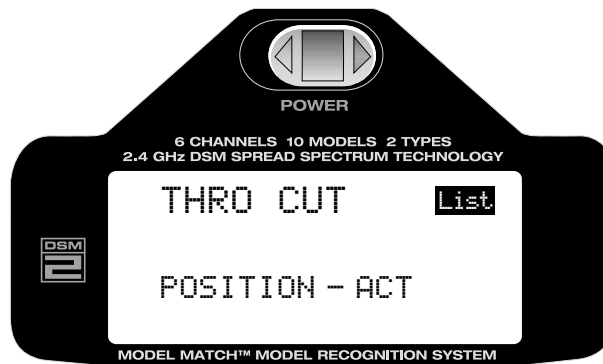 POWER
6 CHANNELS 10 MODELS 2 TYPES
2.4 GHz DSM SPREAD SPECTRUM TECHNOLOGY
THRO CUT List
DSM
2
POSITION – ACT
MODEL MATCH™ MODEL RECOGNITION SYSTEM